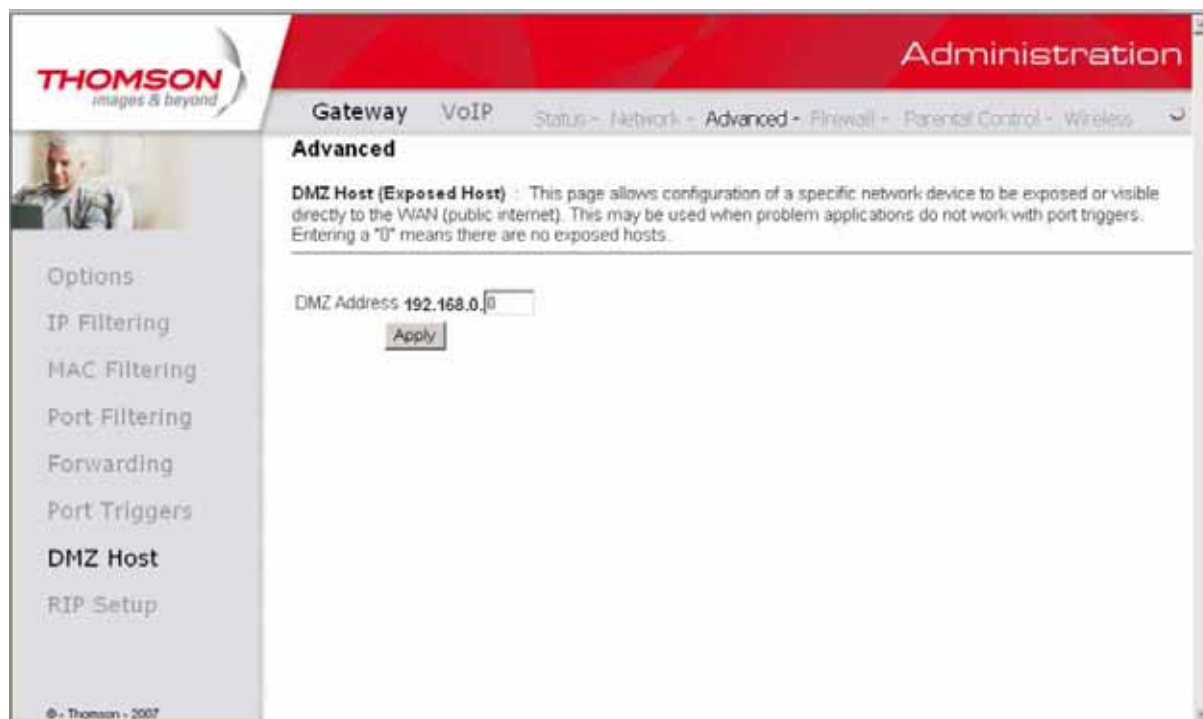 Administration
THOMSON
images & beyond
Gateway VoIP Status - Network - Advanced - Firewall - Parental Control - Wireless
Advanced
DMZ Host (Exposed Host) : This page allows configuration of a specific network device to be exposed or visible
directly to the WAN (public internet). This may be used when problem applications do not work with port triggers.
Entering a "0" means there are no exposed hosts.
DMZ Address 192.168.0.0
Apply
Options
IP Filtering
MAC Filtering
Port Filtering
Forwarding
Port Triggers
DMZ Host
RIP Setup
© - Thomson - 2007